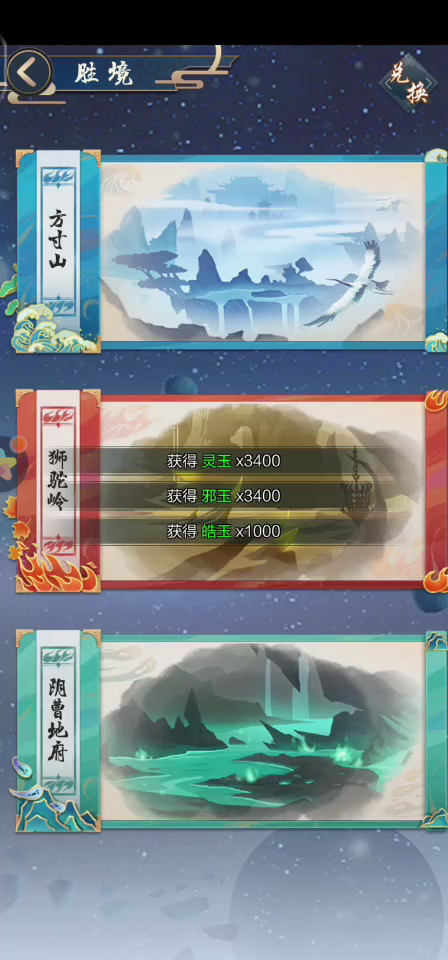 胜境
兑换
方寸山
狮驼岭
获得 灵玉 x3400
获得 邪玉 x3400
获得 皓玉 x1000
阴曹地府